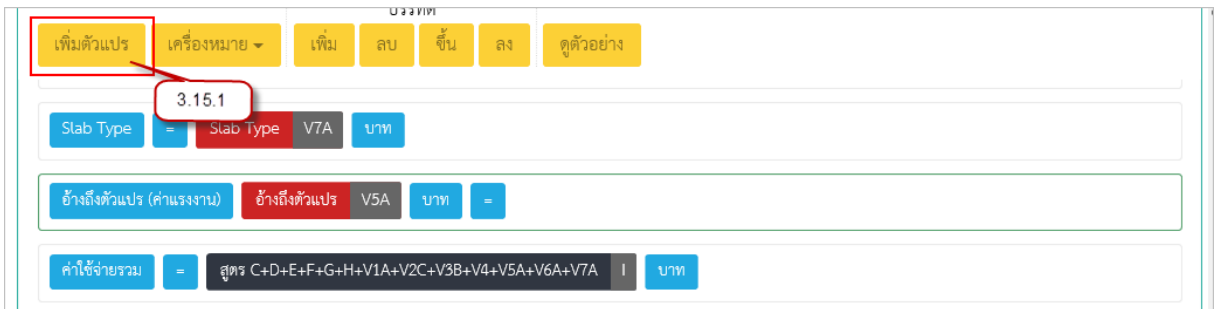 บรรทัด
เพิ่มตัวแปร เครื่องหมาย เพิ่ม ลบ ขึ้น ลง ดูตัวอย่าง
3.15.1
Slab Type = Slab Type V7A บาท
อ้างถึงตัวแปร (ค่าแรงงาน) อ้างถึงตัวแปร V5A บาท =
ค่าใช้จ่ายรวม = สูตร C+D+E+F+G+H+V1A+V2C+V3B+V4+V5A+V6A+V7A I บาท